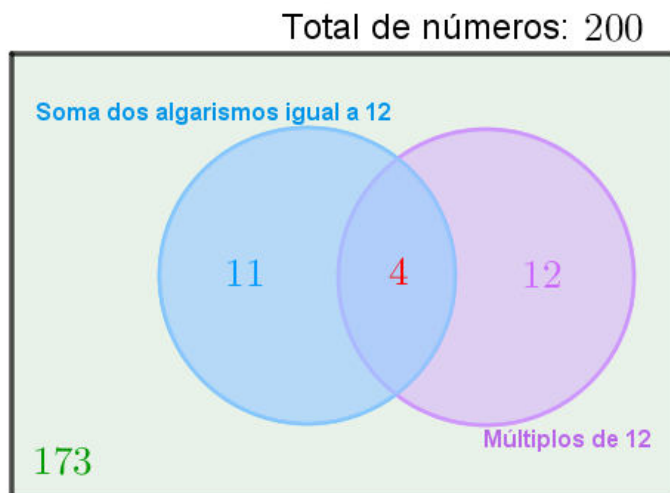 Total de números: 200
Soma dos algarismos igual a 12
11 4 12
Múltiplos de 12
173